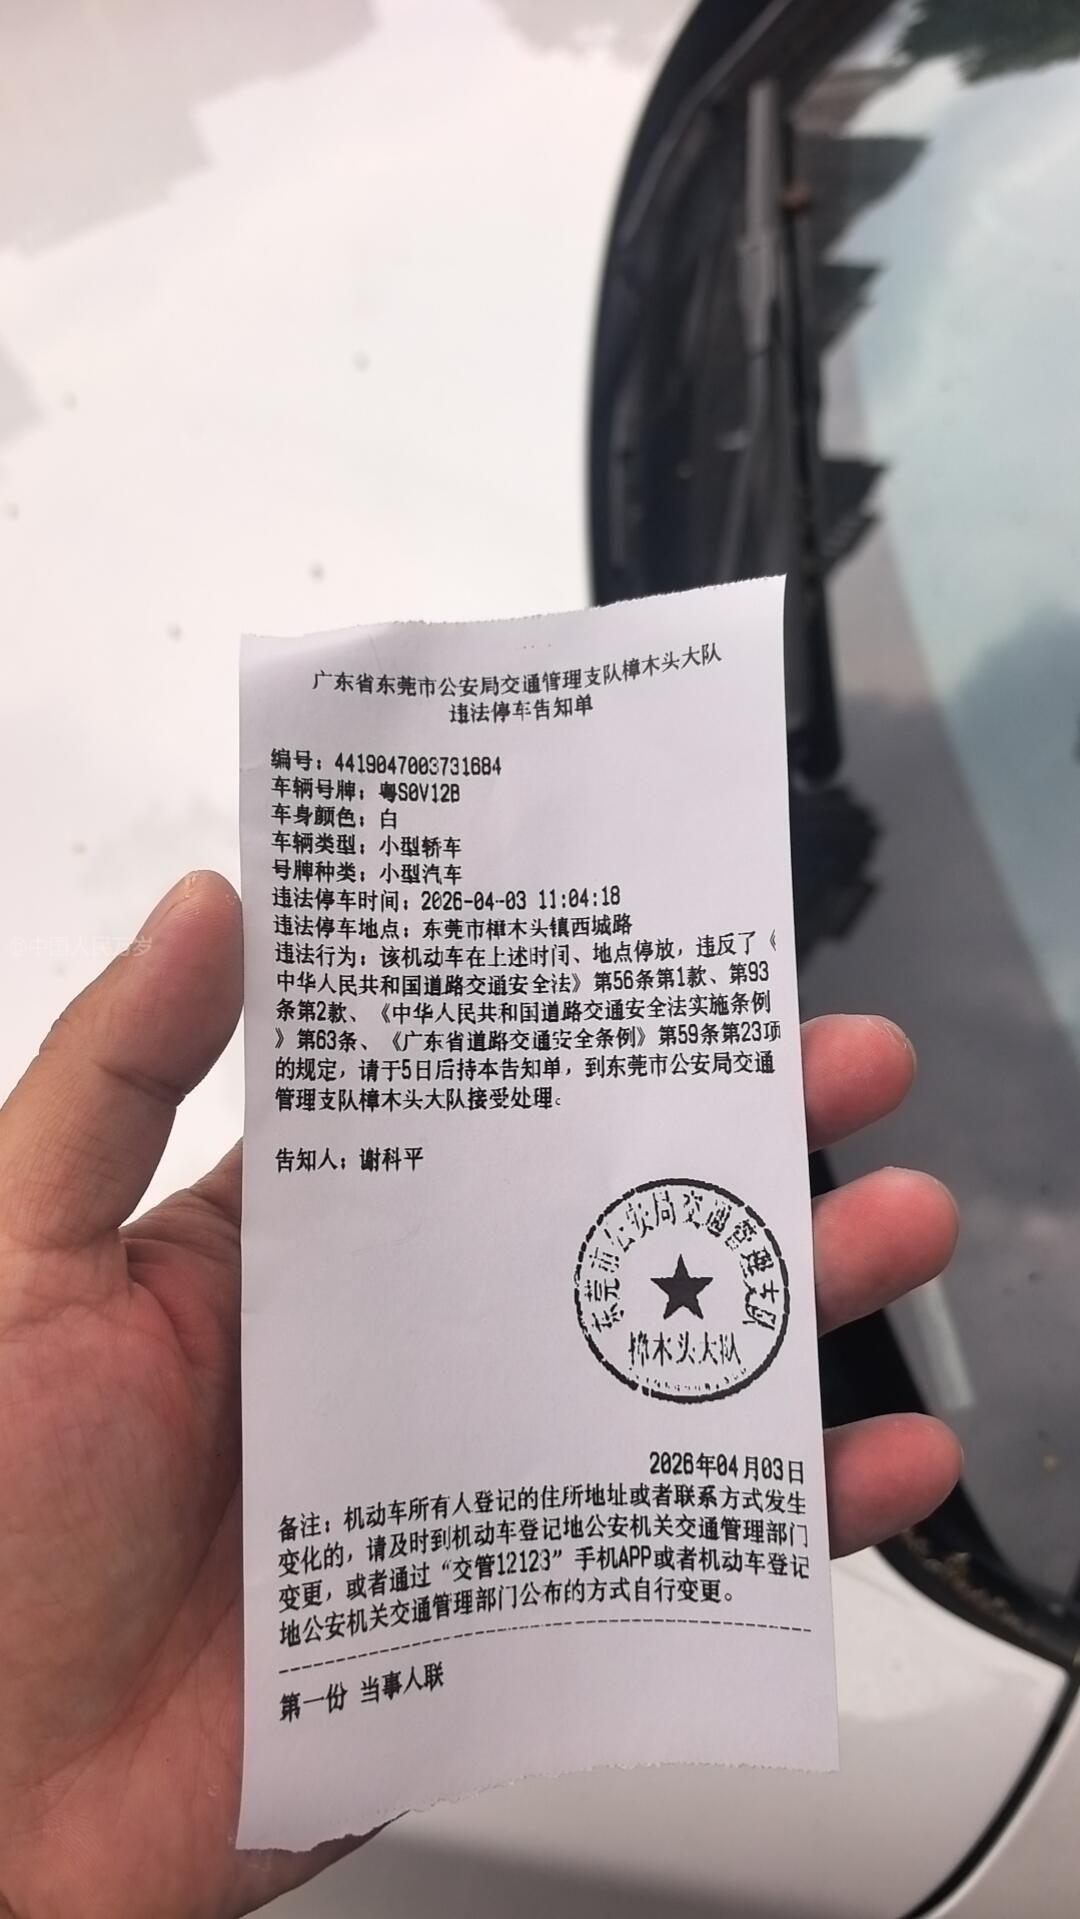 广东省东莞市公安局交通管理支队樟木头大队
违法停车告知单
编号：4419047003731684
车辆号牌：粤S0V12B
车身颜色：白
车辆类型：小型轿车
号牌种类：小型汽车
违法停车时间：2026-04-03 11:04:18
违法停车地点：东莞市樟木头镇西城路
违法行为：该机动车在上述时间、地点停放，违反了《
中华人民共和国道路交通安全法》第56条第1款、第93
条第2款、《中华人民共和国道路交通安全法实施条例
》第63条、《广东省道路交通安全条例》第59条第23项
的规定，请于5日后持本告知单，到东莞市公安局交通
管理支队樟木头大队接受处理。
告知人：谢科平
东莞市公安局交通管理支队
樟木头大队
2026年04月03日
备注：机动车所有人登记的住所地址或者联系方式发生
变化的，请及时到机动车登记地公安机关交通管理部门
变更，或者通过“交管12123”手机APP或者机动车登记
地公安机关交通管理部门公布的方式自行变更。
第一份 当事人联
@中国人民万岁